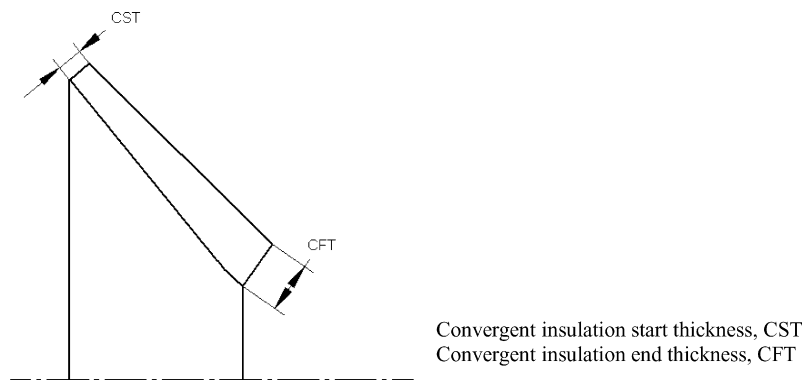 CST
CFT
Convergent insulation start thickness, CST
Convergent insulation end thickness, CFT